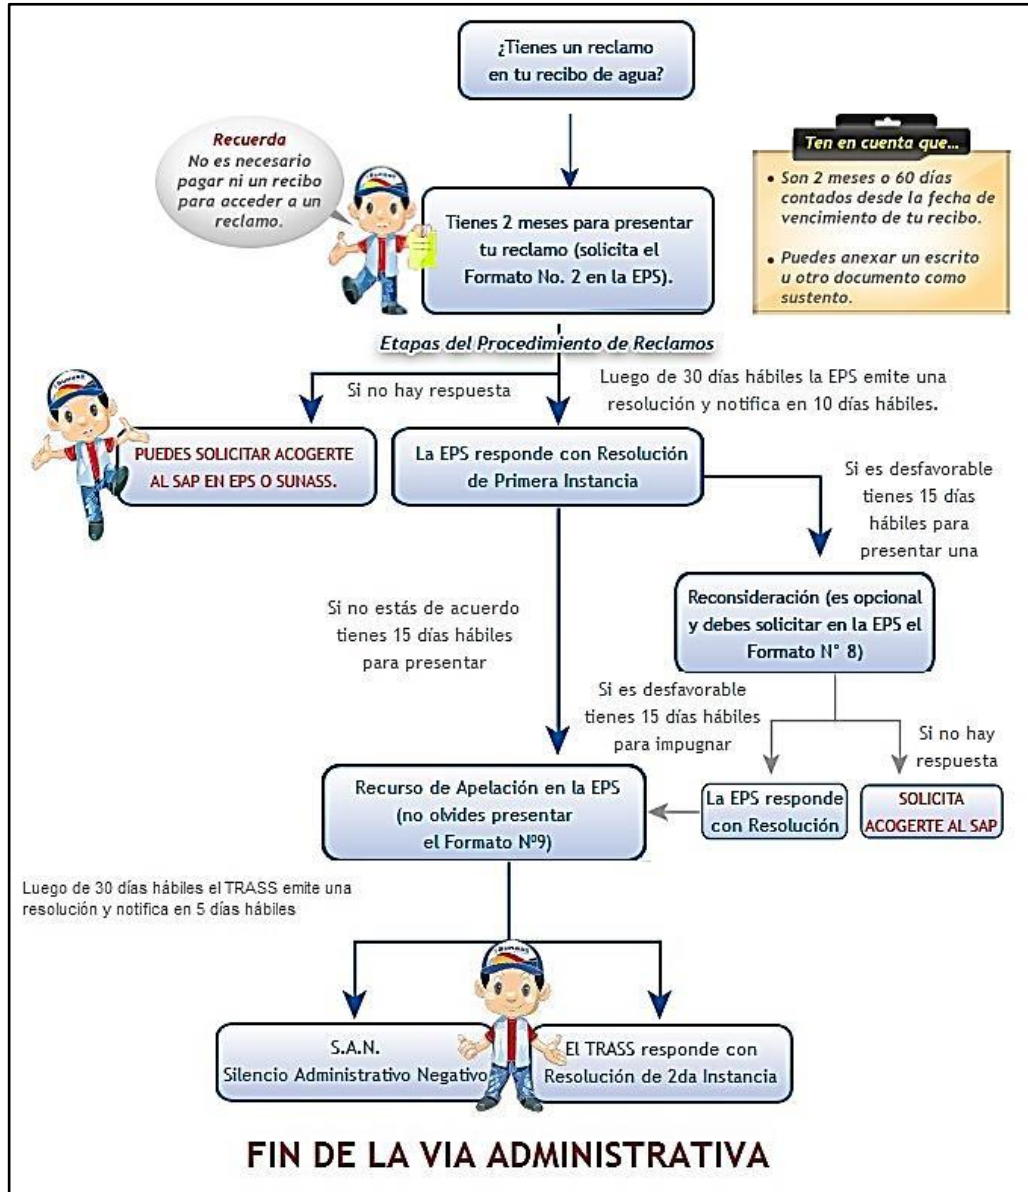 ¿Tienes un reclamo
en tu recibo de agua?
Recuerda
No es necesario
pagar ni un recibo
para acceder a un
reclamo.
Ten en cuenta que...
• Son 2 meses o 60 días
contados desde la fecha de
vencimiento de tu recibo.
• Puedes anexar un escrito
u otro documento como
sustento.
Tienes 2 meses para presentar
tu reclamo (solicita el
Formato No. 2 en la EPS).
Etapas del Procedimiento de Reclamos
Si no hay respuesta
Luego de 30 días hábiles la EPS emite una
resolución y notifica en 10 días hábiles.
PUEDES SOLICITAR ACOGERTE
AL SAP EN EPS O SUNASS.
La EPS responde con Resolución
de Primera Instancia
Si es desfavorable
tienes 15 días
hábiles para
presentar una
Reconsideración (es opcional
y debes solicitar en la EPS el
Formato N° 8)
Si no estás de acuerdo
tienes 15 días hábiles
para presentar
Si es desfavorable
tienes 15 días hábiles
para impugnar
Si no hay
respuesta
Recurso de Apelación en la EPS
(no olvides presentar
el Formato Nº9)
La EPS responde
con Resolución
SOLICITA
ACOGERTE AL SAP
Luego de 30 días hábiles el TRASS emite una
resolución y notifica en 5 días hábiles
S.A.N.
Silencio Administrativo Negativo
El TRASS responde con
Resolución de 2da Instancia
FIN DE LA VIA ADMINISTRATIVA